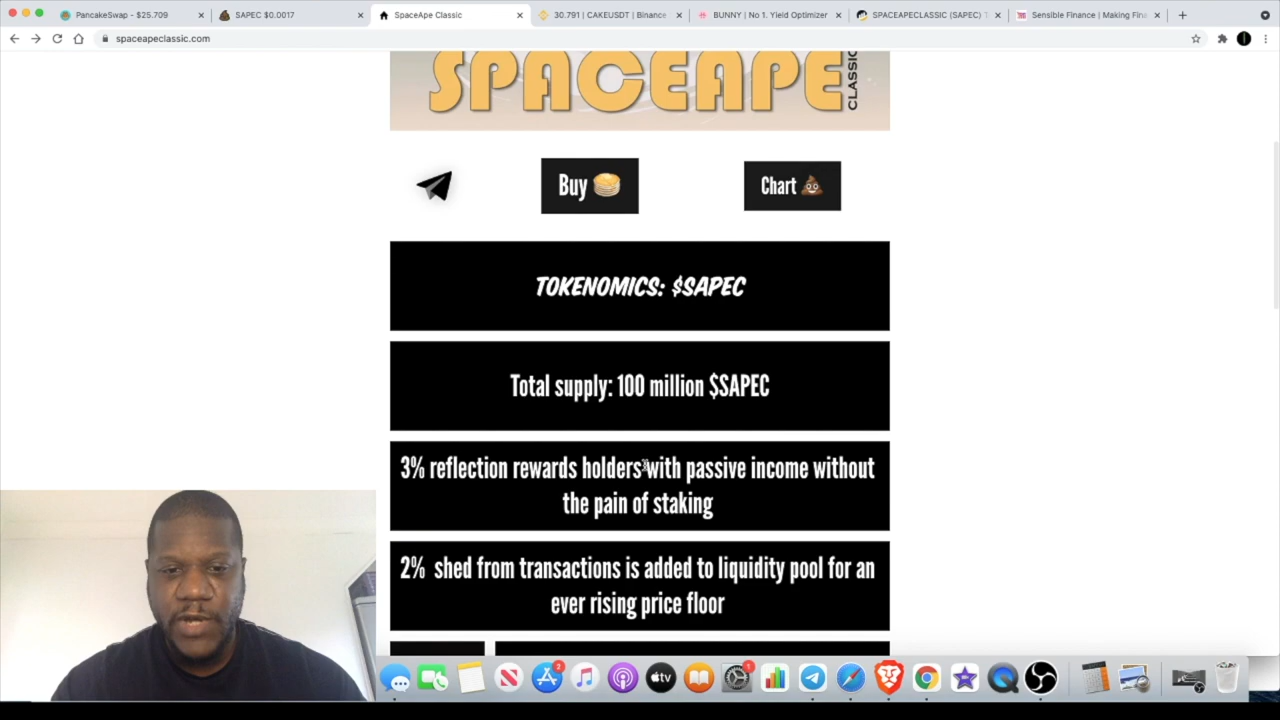 PancakeSwap - $25.709
SAPEC $0.0017
SpaceApe Classic
30.791 | CAKEUSDT | Binance
BUNNY | No 1. Yield Optimizer
SPACEAPECLASSIC (SAPEC) T
Sensible Finance | Making Fina
spaceapeclassic.com
SPACEAPE
CLASSIC
Buy
Chart
TOKENOMICS: $SAPEC
Total supply: 100 million $SAPEC
3% reflection rewards holders with passive income without
the pain of staking
2% shed from transactions is added to liquidity pool for an
ever rising price floor
2
tv
1